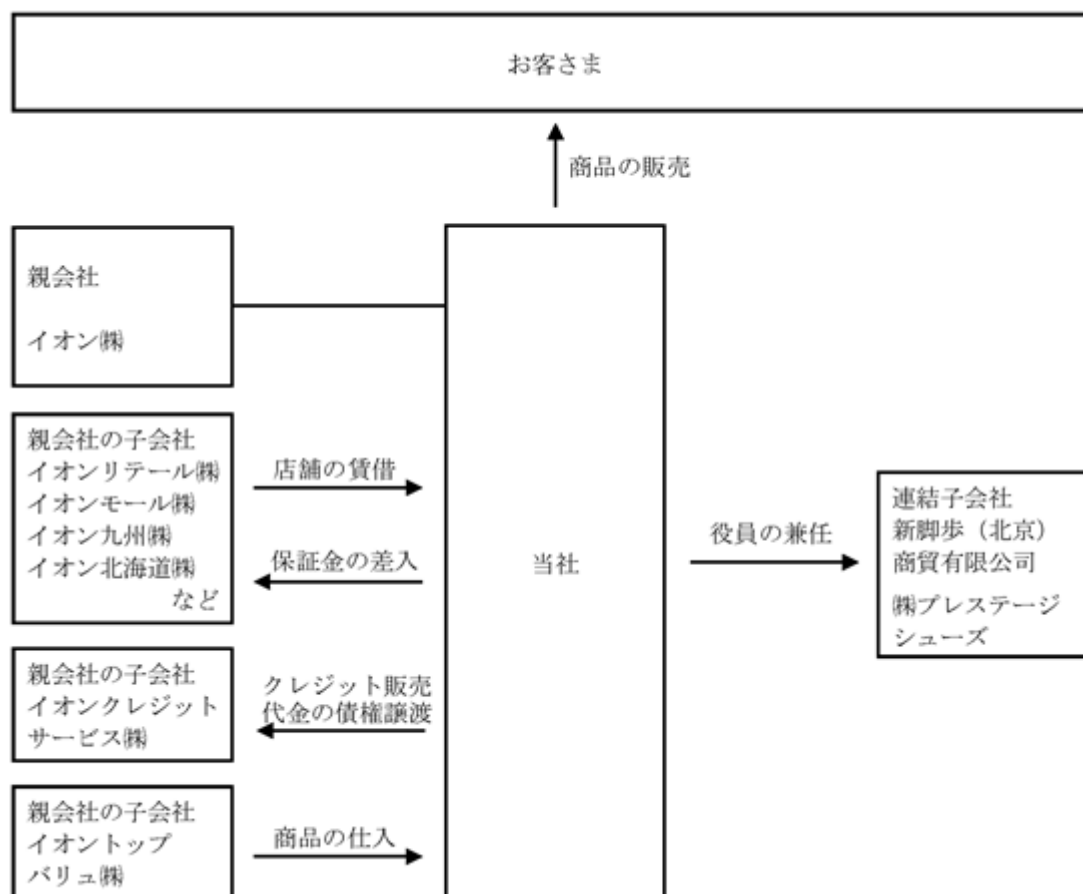 お客さま
商品の販売
親会社
イオン㈱
親会社の子会社
イオンリテール㈱
イオンモール㈱
イオン九州㈱
イオン北海道㈱
など
店舗の賃借
保証金の差入
当社
役員の兼任
連結子会社
新脚歩（北京）
商貿有限公司
㈱プレステージ
シューズ
親会社の子会社
イオンクレジット
サービス㈱
クレジット販売
代金の債権譲渡
親会社の子会社
イオントップ
バリュ㈱
商品の仕入